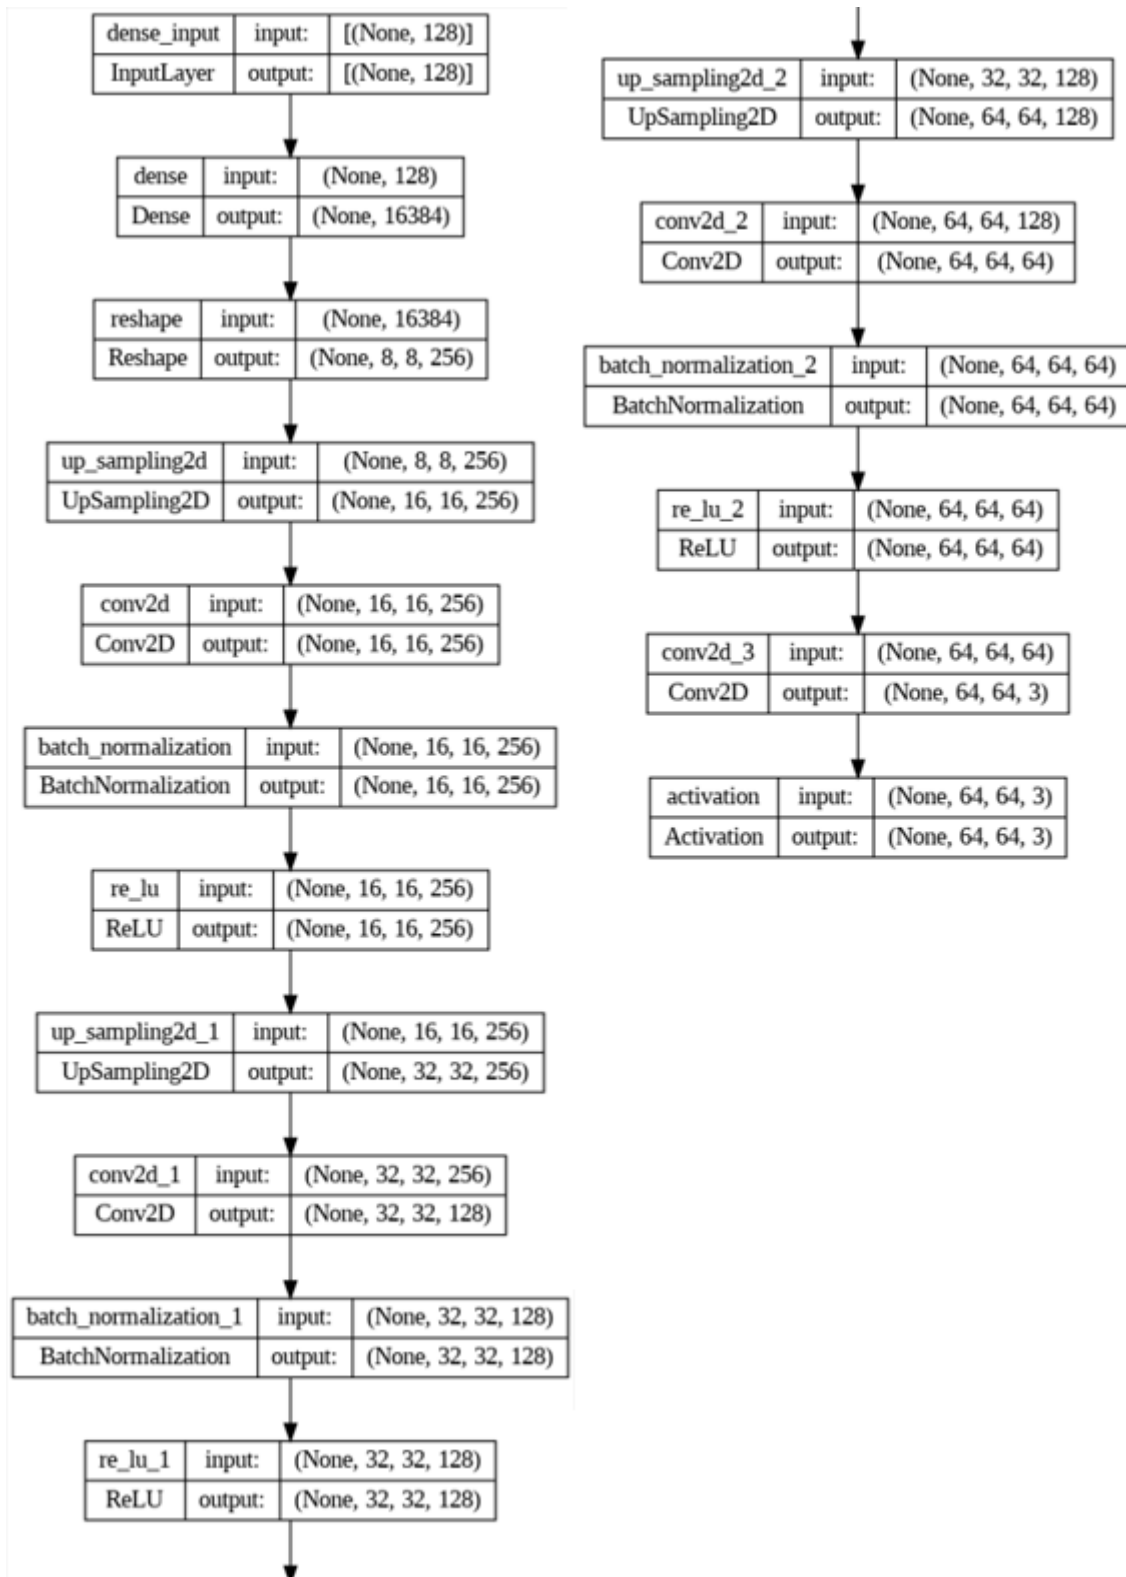 dense_input input: [(None, 128)]
InputLayer output: [(None, 128)]
dense input: (None, 128)
Dense output: (None, 16384)
reshape input: (None, 16384)
Reshape output: (None, 8, 8, 256)
up_sampling2d input: (None, 8, 8, 256)
UpSampling2D output: (None, 16, 16, 256)
conv2d input: (None, 16, 16, 256)
Conv2D output: (None, 16, 16, 256)
batch_normalization input: (None, 16, 16, 256)
BatchNormalization output: (None, 16, 16, 256)
re_lu input: (None, 16, 16, 256)
ReLU output: (None, 16, 16, 256)
up_sampling2d_1 input: (None, 16, 16, 256)
UpSampling2D output: (None, 32, 32, 256)
conv2d_1 input: (None, 32, 32, 256)
Conv2D output: (None, 32, 32, 128)
batch_normalization_1 input: (None, 32, 32, 128)
BatchNormalization output: (None, 32, 32, 128)
re_lu_1 input: (None, 32, 32, 128)
ReLU output: (None, 32, 32, 128)
up_sampling2d_2 input: (None, 32, 32, 128)
UpSampling2D output: (None, 64, 64, 128)
conv2d_2 input: (None, 64, 64, 128)
Conv2D output: (None, 64, 64, 64)
batch_normalization_2 input: (None, 64, 64, 64)
BatchNormalization output: (None, 64, 64, 64)
re_lu_2 input: (None, 64, 64, 64)
ReLU output: (None, 64, 64, 64)
conv2d_3 input: (None, 64, 64, 64)
Conv2D output: (None, 64, 64, 3)
activation input: (None, 64, 64, 3)
Activation output: (None, 64, 64, 3)